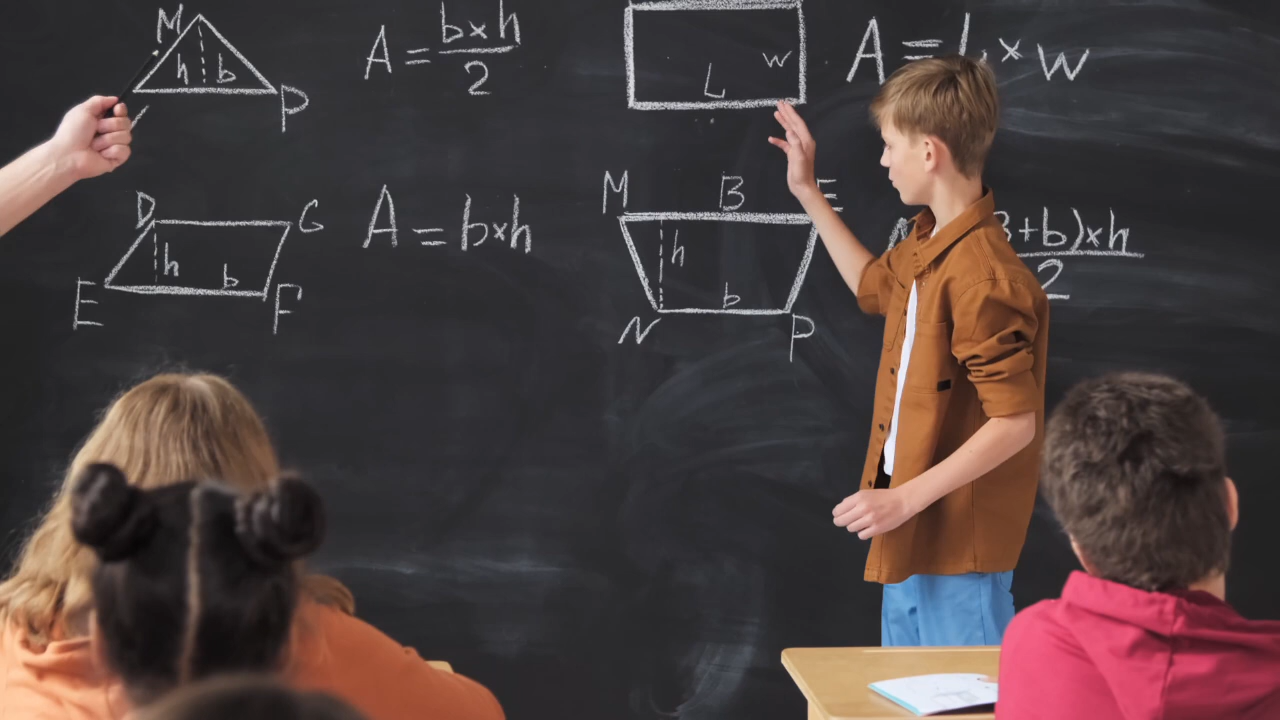 M
h b
P
A = b×h
2
W
L
A = L × W
D G
h
b
E F
A = b×h
M B E
h
b
N P
B+b)×h
2